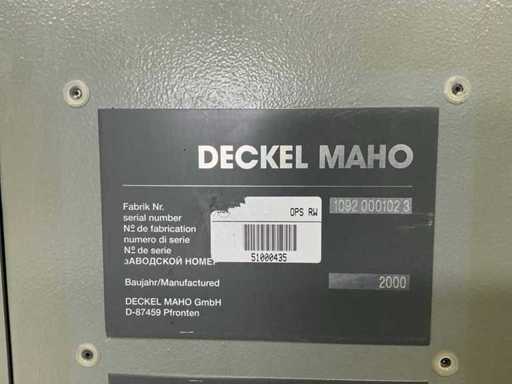 DECKEL MAHO
Fabrik Nr.
serial number
Nº de fabrication
numero di serie
Nº de serie
зАВОДСКОЙ НОМЕР
OPS RW
51000435
1092 000102 3
Baujahr/Manufactured
2000
DECKEL MAHO GmbH
D-87459 Pfronten